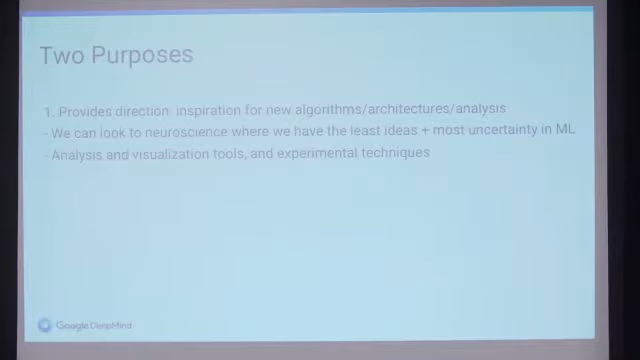 Two Purposes
1. Provides direction: inspiration for new algorithms/architectures/analysis
- We can look to neuroscience where we have the least ideas + most uncertainty in ML
- Analysis and visualization tools, and experimental techniques
Google DeepMind